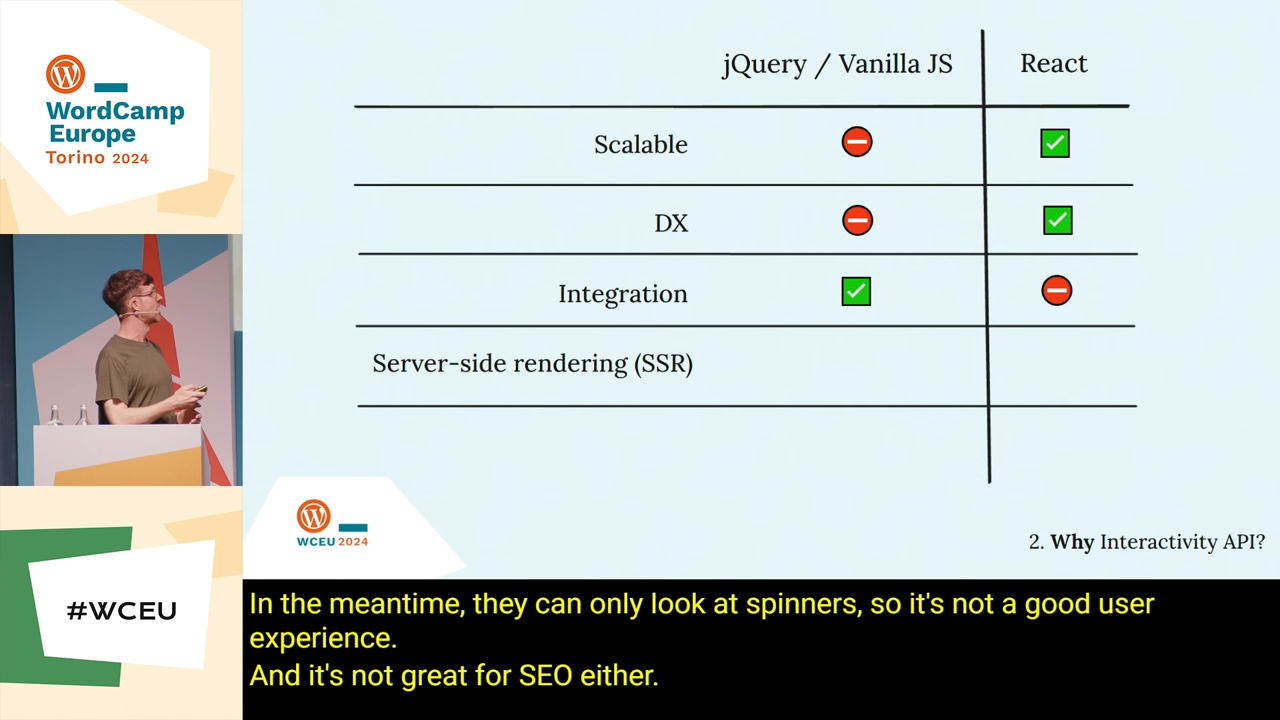 WordCamp
Europe
Torino 2024
jQuery / Vanilla JS React
Scalable
DX
Integration
Server-side rendering (SSR)
WCEU 2024
2. Why Interactivity API?
#WCEU
In the meantime, they can only look at spinners, so it's not a good user
experience.
And it's not great for SEO either.